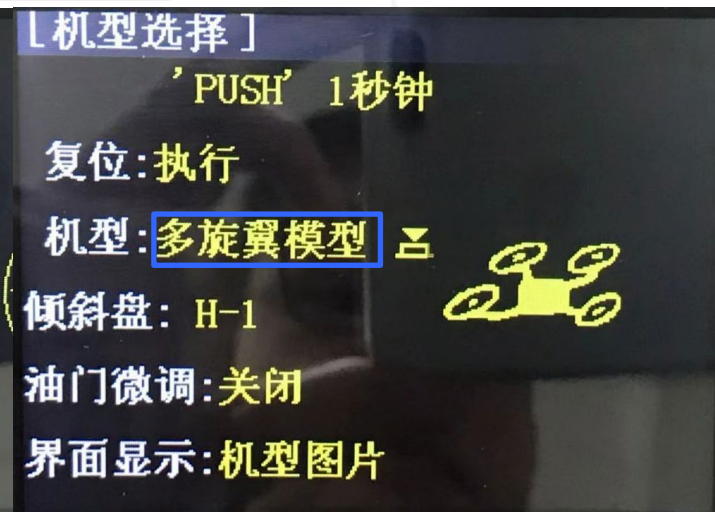 [机型选择]
'PUSH' 1秒钟
复位:执行
机型:多旋翼模型
倾斜盘: H-1
油门微调:关闭
界面显示:机型图片